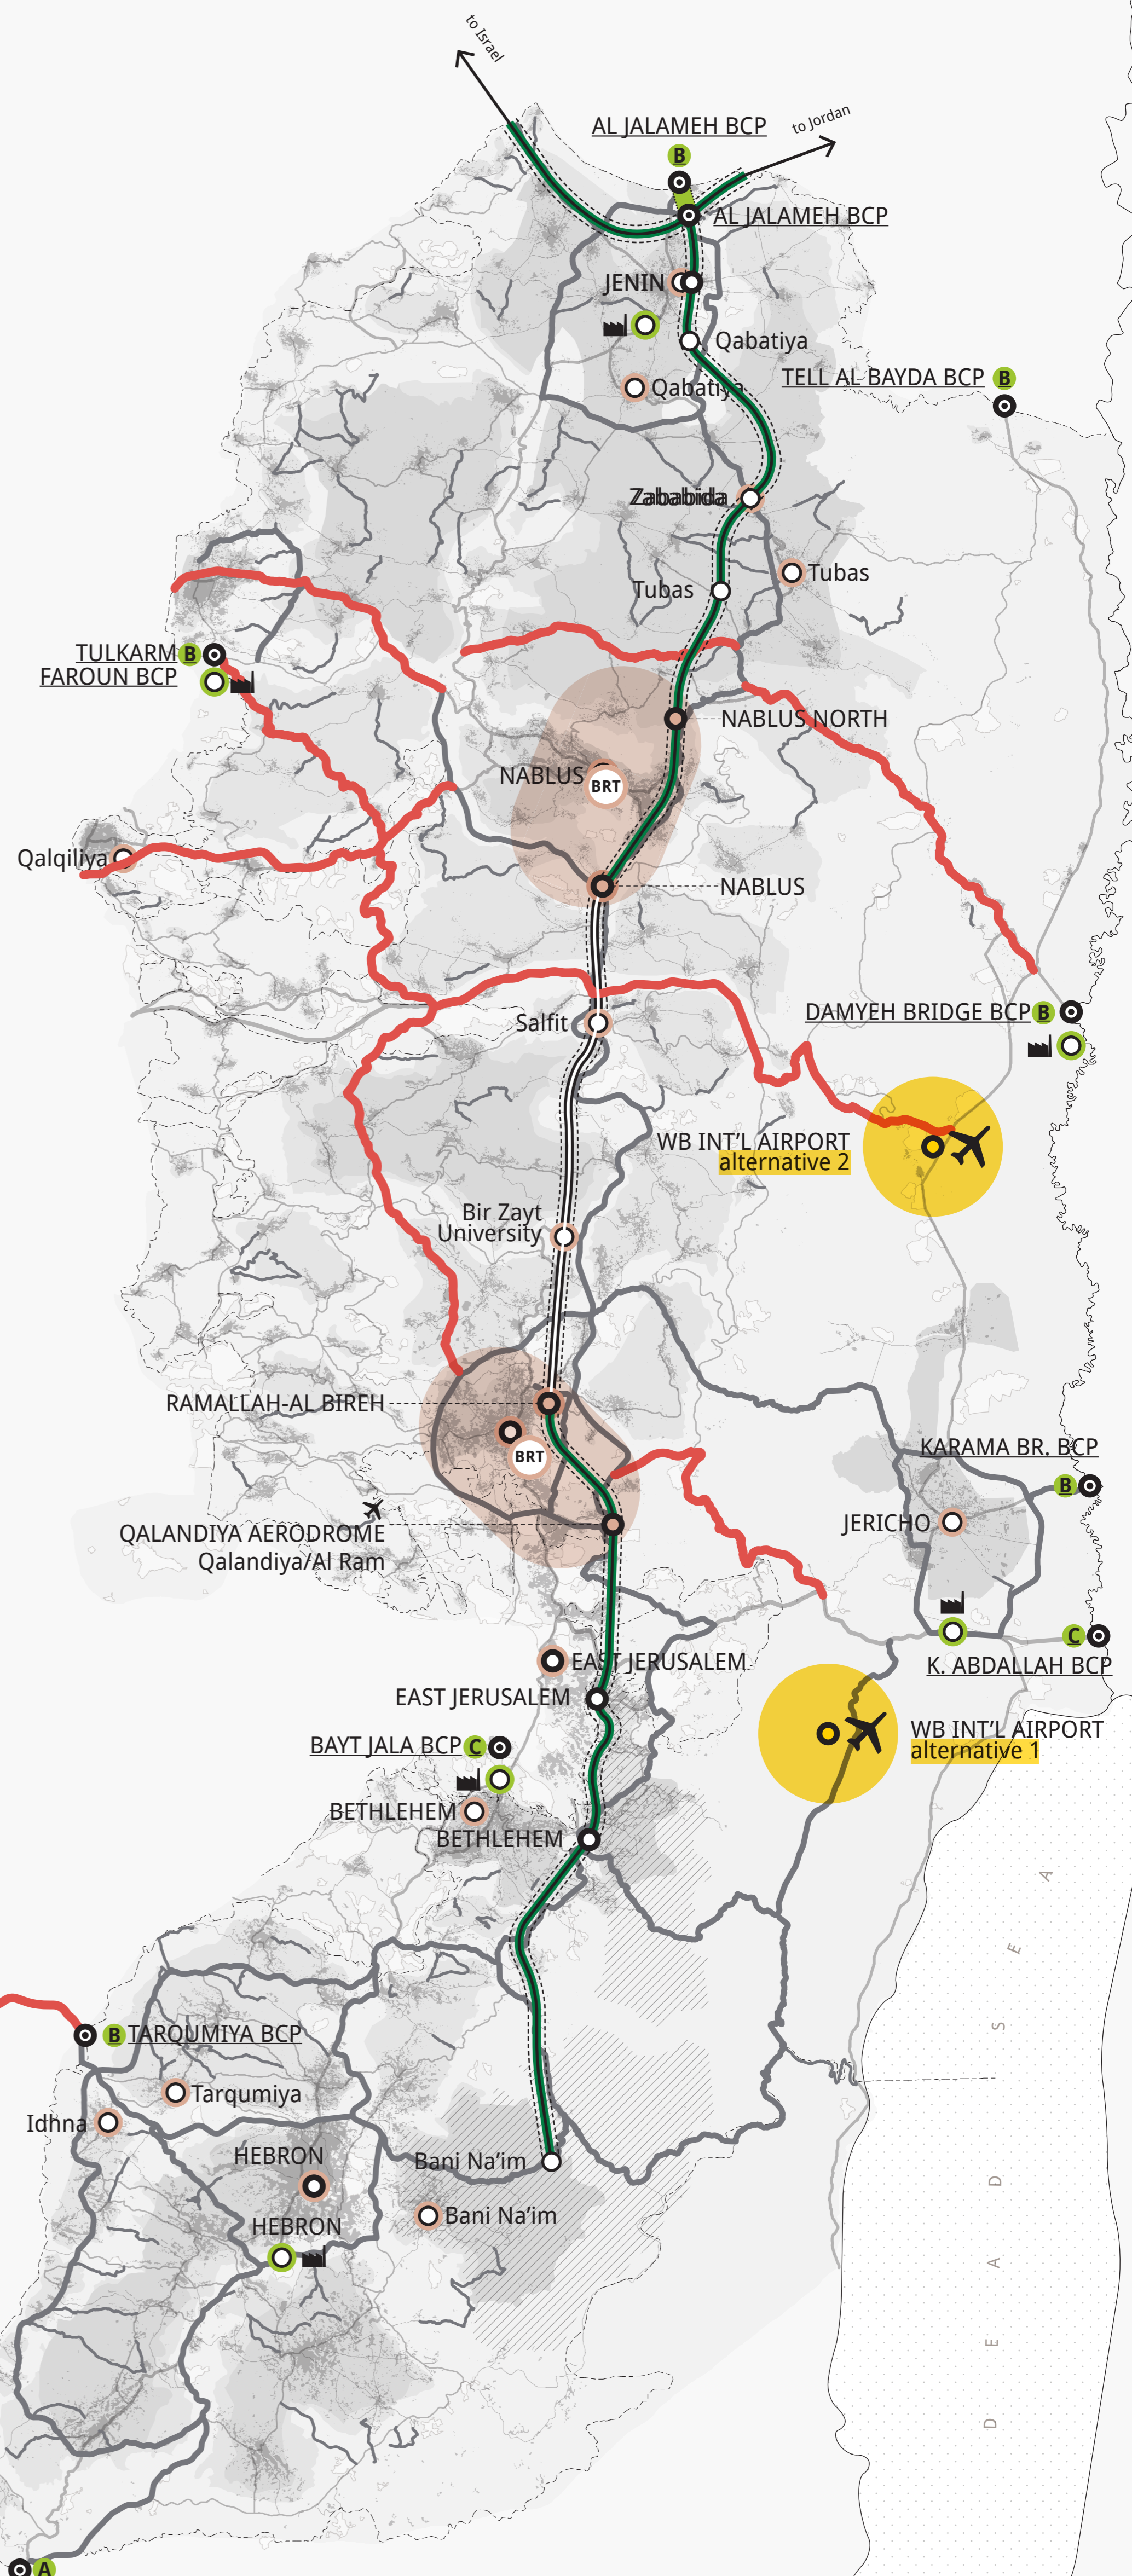 to Israel
to Jordan
AL JALAMEH BCP
B
AL JALAMEH BCP
JENIN
Qabatiya
TELL AL BAYDA BCP B
Qabatiya
Zababida
Tubas
Tubas
TULKARM B
FAROUN BCP
NABLUS NORTH
NABLUS
BRT
Qalqiliya
NABLUS
DAMYEH BRIDGE BCP B
Salfit
WB INT'L AIRPORT
alternative 2
Bir Zayt
University
RAMALLAH-AL BIREH
BRT
KARAMA BR. BCP
B
JERICHO
QALANDIYA AERODROME
Qalandiya/Al Ram
C
K. ABDALLAH BCP
EAST JERUSALEM
EAST JERUSALEM
WB INT'L AIRPORT
alternative 1
BAYT JALA BCP C
BETHLEHEM
BETHLEHEM
B TARQUMIYA BCP
Tarqumiya
Idhna
HEBRON
Bani Na'im
Bani Na'im
HEBRON
DEAD SEA
A